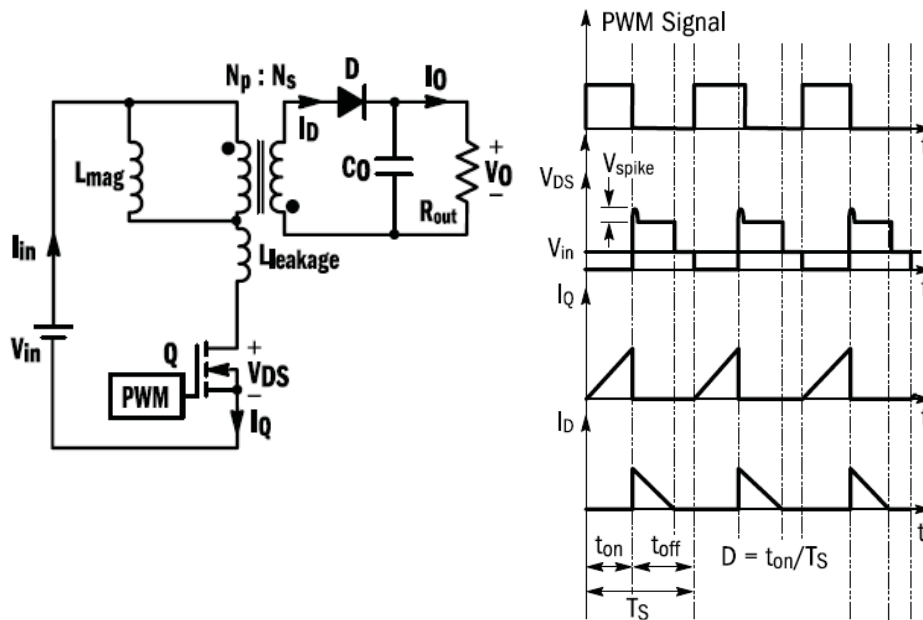 Np : Ns
D
IO
ID
Lmag
CO
+
VO
−
Rout
Iin
Lleakage
Vin
Q
+
VDS
−
PWM
IQ
PWM Signal
t
Vspike
VDS
Vin
t
IQ
t
ID
t
ton
toff
D = ton/TS
TS